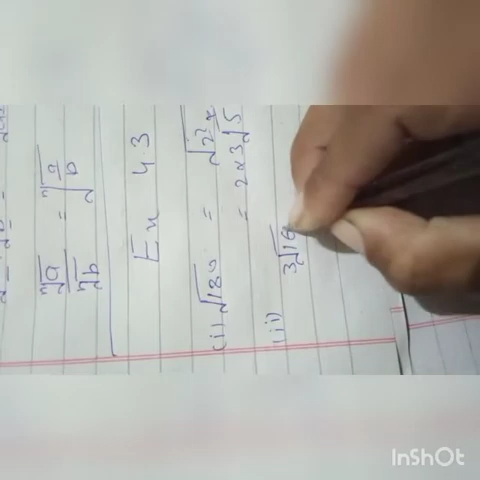 ⁿ√a / ⁿ√b = ⁿ√(a/b)
Ex 4.3
(i) √180 = √2²×
= 2×3√5
(ii) ³√16
InShOt